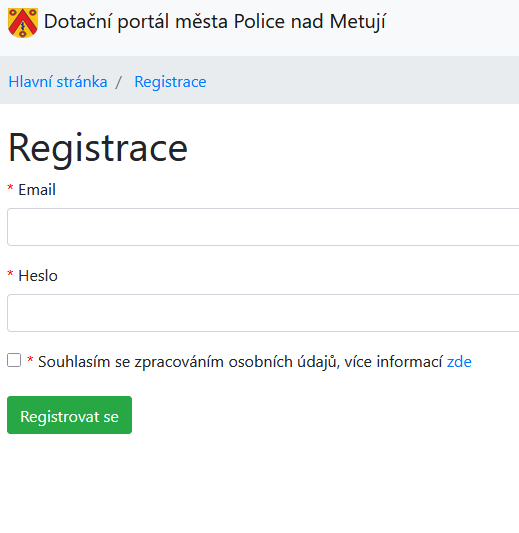 Dotační portál města Police nad Metují
Hlavní stránka / Registrace
Registrace
* Email
* Heslo
* Souhlasím se zpracováním osobních údajů, více informací zde
Registrovat se